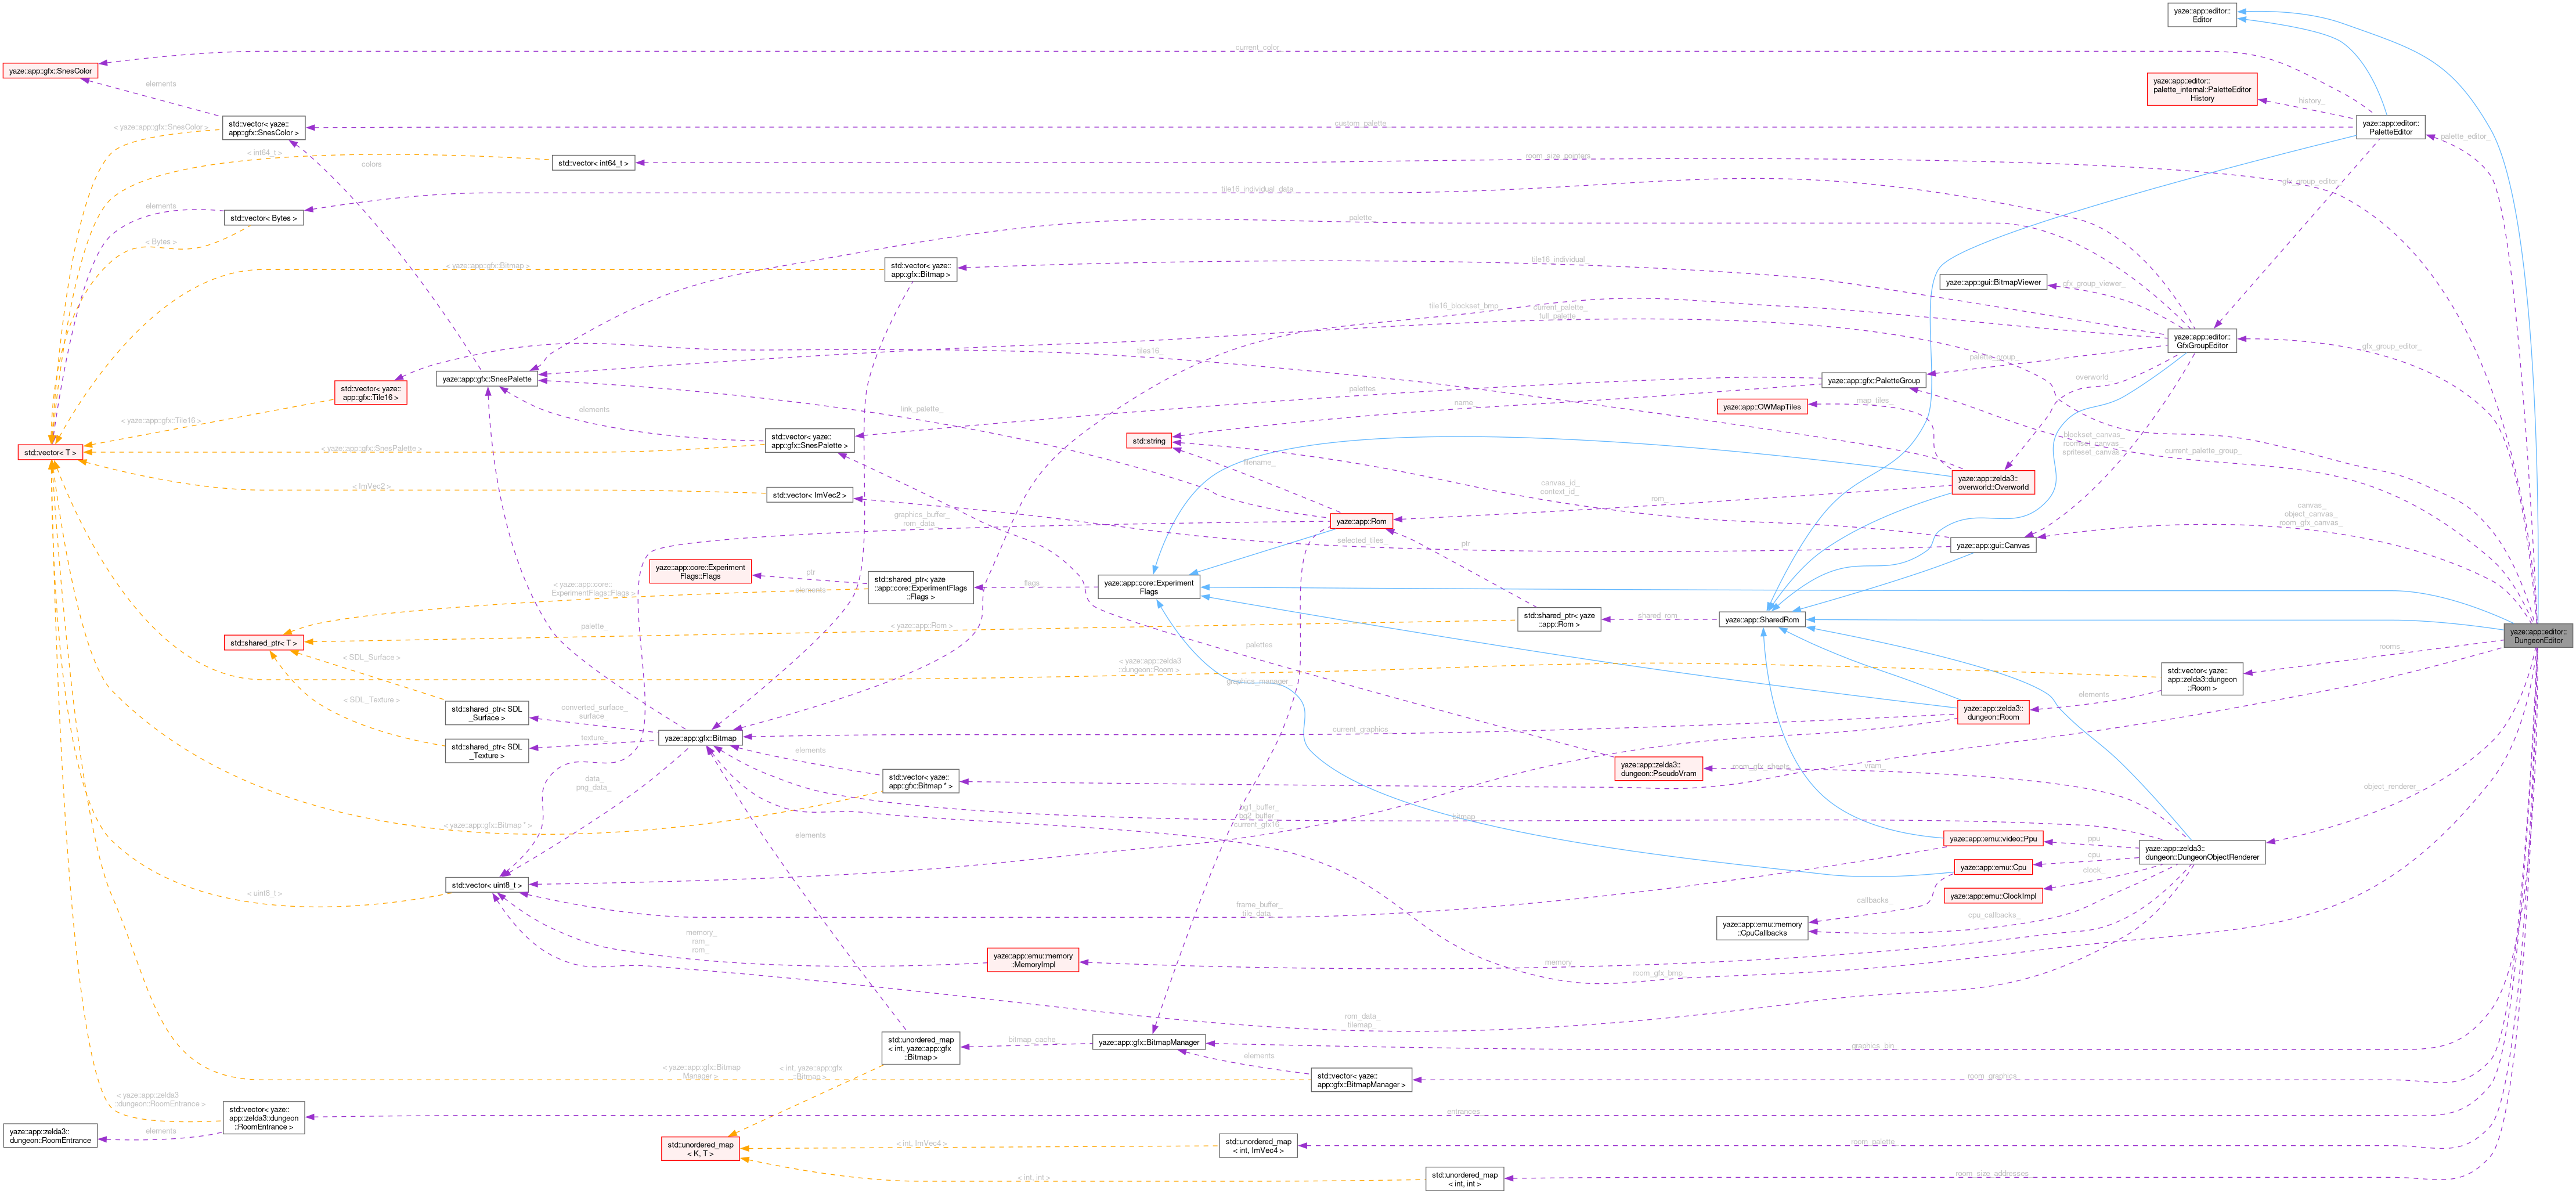 yaze::app::editor::
Editor
current_color_
yaze::app::gfx::SnesColor
elements
yaze::app::editor::
palette_internal::PaletteEditor
History
history_
std::vector< yaze::
app::gfx::SnesColor >
< yaze::app::gfx::SnesColor >
custom_palette_
yaze::app::editor::
PaletteEditor
palette_editor_
< int64_t >
colors
std::vector< int64_t >
room_size_pointers_
gfx_group_editor_
tile16_individual_data_
elements
std::vector< Bytes >
palette_
< Bytes >
< yaze::app::gfx::Bitmap >
std::vector< yaze::
app::gfx::Bitmap >
tile16_individual_
yaze::app::gui::BitmapViewer
gfx_group_viewer_
tile16_blockset_bmp_
current_palette_
full_palette_
yaze::app::editor::
GfxGroupEditor
gfx_group_editor_
tiles16_
palette_group_
yaze::app::gfx::SnesPalette
std::vector< yaze::
app::gfx::Tile16 >
palettes
yaze::app::gfx::PaletteGroup
overworld_
< yaze::app::gfx::Tile16 >
elements
link_palette_
name_
yaze::app::OWMapTiles
map_tiles_
std::vector< T >
< yaze::app::gfx::SnesPalette >
std::vector< yaze::
app::gfx::SnesPalette >
std::string
filename_
blockset_canvas_
roomset_canvas_
spriteset_canvas_
current_palette_group_
< ImVec2 >
std::vector< ImVec2 >
canvas_id_
context_id_
rom_
yaze::app::zelda3::
overworld::Overworld
graphics_buffer_
rom_data_
yaze::app::Rom
selected_tiles_
ptr
yaze::app::gui::Canvas
canvas_
object_canvas_
room_gfx_canvas_
yaze::app::core::Experiment
Flags::Flags
ptr
elements
std::shared_ptr< yaze
::app::core::ExperimentFlags
::Flags >
flags_
yaze::app::core::Experiment
Flags
< yaze::app::core::
ExperimentFlags::Flags >
palette_
< yaze::app::Rom >
std::shared_ptr< yaze
::app::Rom >
shared_rom_
yaze::app::SharedRom
yaze::app::editor::
DungeonEditor
std::shared_ptr< T >
< SDL_Surface >
palettes
rooms_
< yaze::app::zelda3
::dungeon::Room >
graphics_manager_
std::vector< yaze::
app::zelda3::dungeon
::Room >
elements
< SDL_Texture >
std::shared_ptr< SDL
_Surface >
converted_surface_
surface_
yaze::app::zelda3::
dungeon::Room
std::shared_ptr< SDL
_Texture >
texture_
yaze::app::gfx::Bitmap
current_graphics_
elements
data_
png_data_
std::vector< yaze::
app::gfx::Bitmap * >
yaze::app::zelda3::
dungeon::PseudoVram
room_gfx_sheets_
vram_
object_renderer_
< yaze::app::gfx::Bitmap * >
elements
bg1_buffer_
bg2_buffer_
current_gfx16_
bitmap_
yaze::app::emu::video::Ppu
ppu
yaze::app::zelda3::
dungeon::DungeonObjectRenderer
cpu
yaze::app::emu::Cpu
clock_
yaze::app::emu::ClockImpl
std::vector< uint8_t >
< uint8_t >
frame_buffer_
tile_data_
callbacks_
cpu_callbacks_
yaze::app::emu::memory
::CpuCallbacks
memory_
ram_
rom_
yaze::app::emu::memory
::MemoryImpl
memory_
room_gfx_bmp_
rom_data_
tilemap_
std::unordered_map
< int, yaze::app::gfx
::Bitmap >
bitmap_cache_
yaze::app::gfx::BitmapManager
graphics_bin_
elements
< yaze::app::gfx::Bitmap
Manager >
< int, yaze::app::gfx
::Bitmap >
std::vector< yaze::
app::gfx::BitmapManager >
room_graphics_
< yaze::app::zelda3
::dungeon::RoomEntrance >
std::vector< yaze::
app::zelda3::dungeon
::RoomEntrance >
entrances_
yaze::app::zelda3::
dungeon::RoomEntrance
elements
std::unordered_map
< K, T >
< int, ImVec4 >
std::unordered_map
< int, ImVec4 >
room_palette_
< int, int >
std::unordered_map
< int, int >
room_size_addresses_